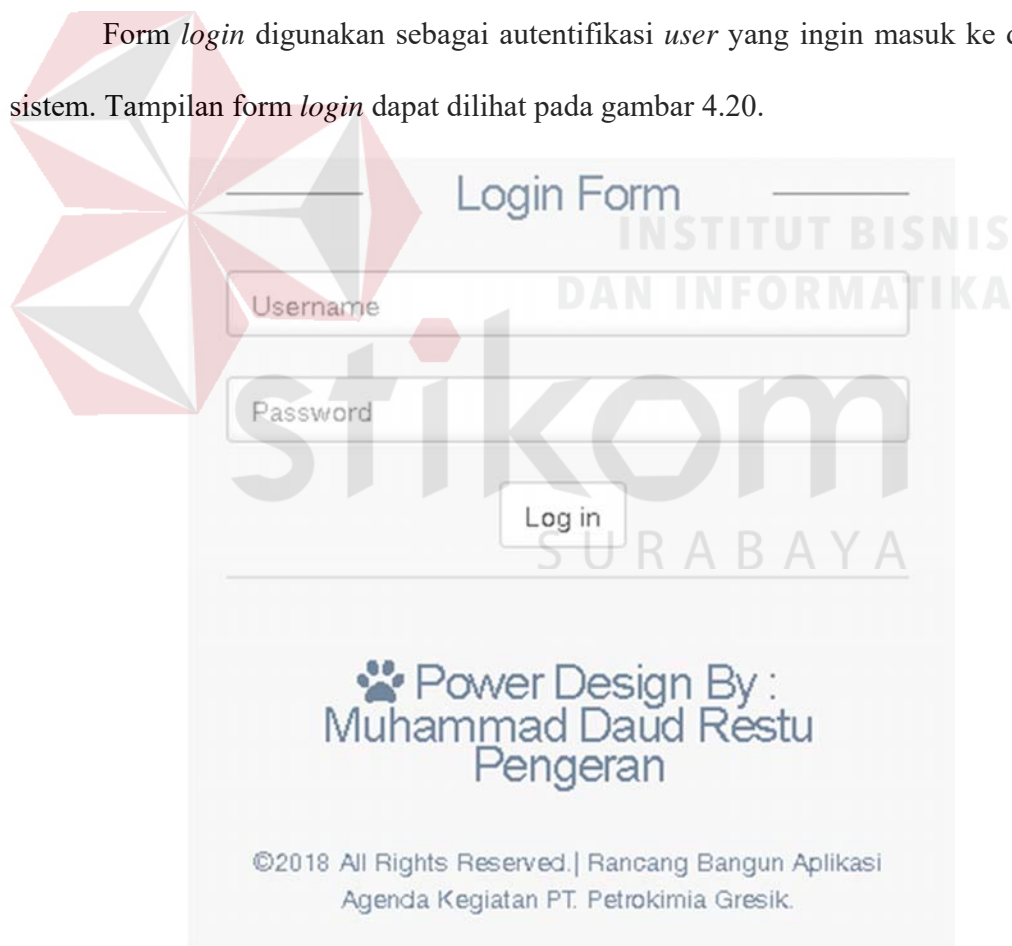 Form login digunakan sebagai autentifikasi user yang ingin masuk ke
sistem. Tampilan form login dapat dilihat pada gambar 4.20.
Login Form
INSTITUT BISNIS
DAN INFORMATIKA
Username
stikom
Password
Log in
SURABAYA
Power Design By :
Muhammad Daud Restu
Pengeran
©2018 All Rights Reserved.| Rancang Bangun Aplikasi
Agenda Kegiatan PT. Petrokimia Gresik.